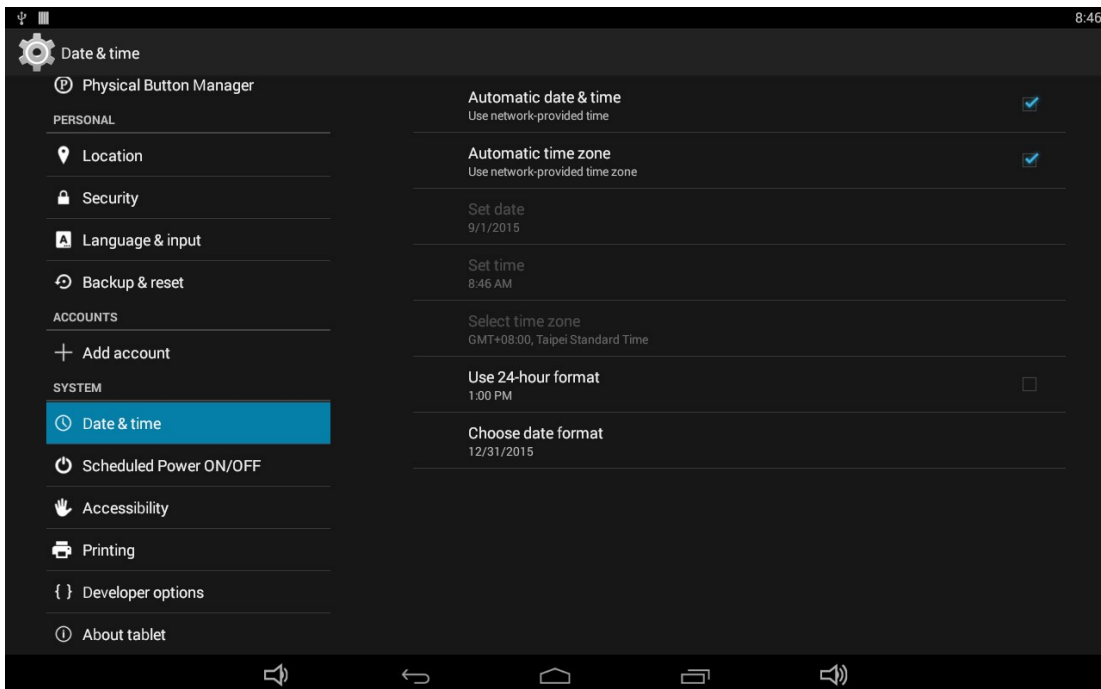 8:46
Date & time
Physical Button Manager
PERSONAL
Location
Security
Language & input
Backup & reset
ACCOUNTS
Add account
SYSTEM
Date & time
Scheduled Power ON/OFF
Accessibility
Printing
{ } Developer options
About tablet
Automatic date & time
Use network-provided time
Automatic time zone
Use network-provided time zone
Set date
9/1/2015
Set time
8:46 AM
Select time zone
GMT+08:00, Taipei Standard Time
Use 24-hour format
1:00 PM
Choose date format
12/31/2015